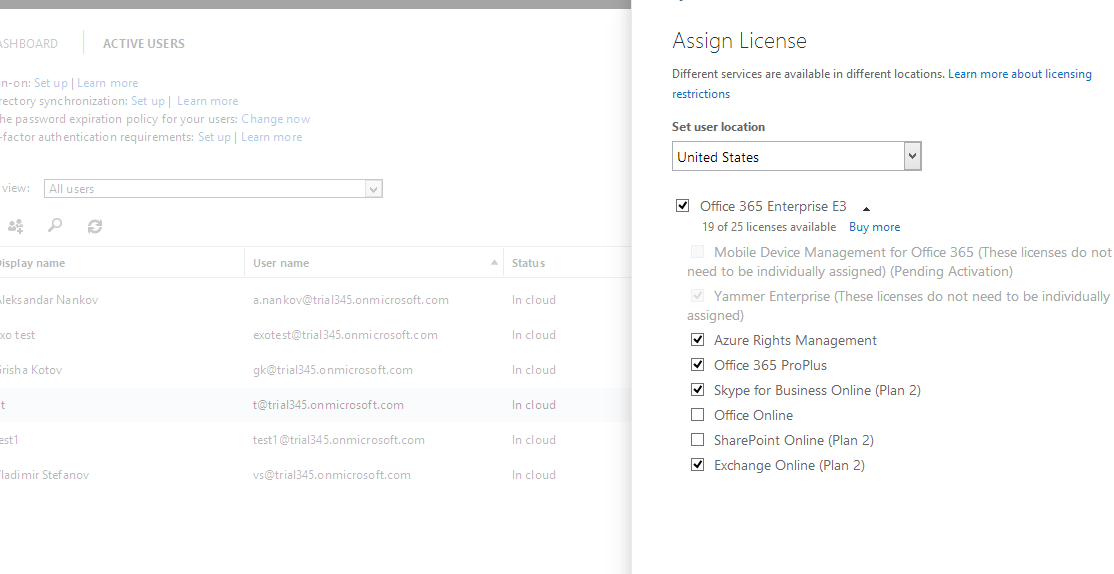 ASHBOARD
ACTIVE USERS
n-on: Set up | Learn more
rectory synchronization: Set up | Learn more
he password expiration policy for your users: Change now
-factor authentication requirements: Set up | Learn more
view:
All users
Display name
User name
Status
Aleksandar Nankov
a.nankov@trial345.onmicrosoft.com
In cloud
exo test
exotest@trial345.onmicrosoft.com
In cloud
Grisha Kotov
gk@trial345.onmicrosoft.com
In cloud
t
t@trial345.onmicrosoft.com
In cloud
test1
test1@trial345.onmicrosoft.com
In cloud
Vladimir Stefanov
vs@trial345.onmicrosoft.com
In cloud
Assign License
Different services are available in different locations. Learn more about licensing
restrictions
Set user location
United States
Office 365 Enterprise E3
19 of 25 licenses available Buy more
Mobile Device Management for Office 365 (These licenses do not
need to be individually assigned) (Pending Activation)
Yammer Enterprise (These licenses do not need to be individually
assigned)
Azure Rights Management
Office 365 ProPlus
Skype for Business Online (Plan 2)
Office Online
SharePoint Online (Plan 2)
Exchange Online (Plan 2)